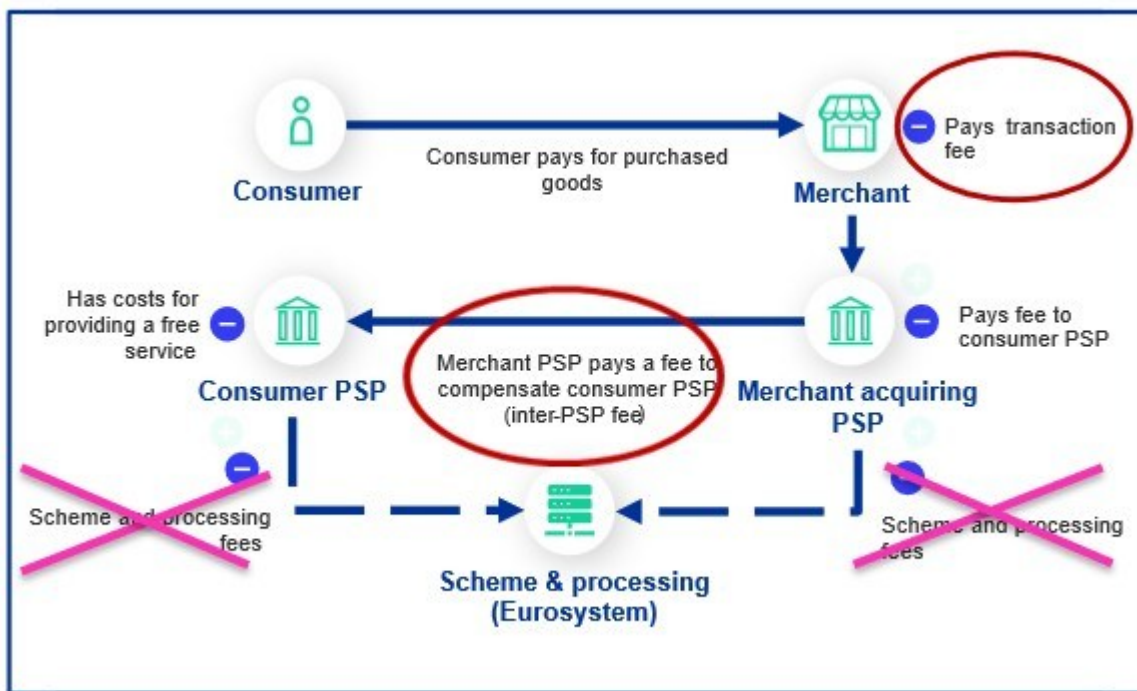 Consumer
Consumer pays for purchased
goods
Merchant
Pays transaction
fee
Has costs for
providing a free
service
Consumer PSP
Merchant PSP pays a fee to
compensate consumer PSP
(inter-PSP fee)
Merchant acquiring
PSP
Pays fee to
consumer PSP
Scheme and processing
fees
Scheme & processing
(Eurosystem)
Scheme and processing
fees